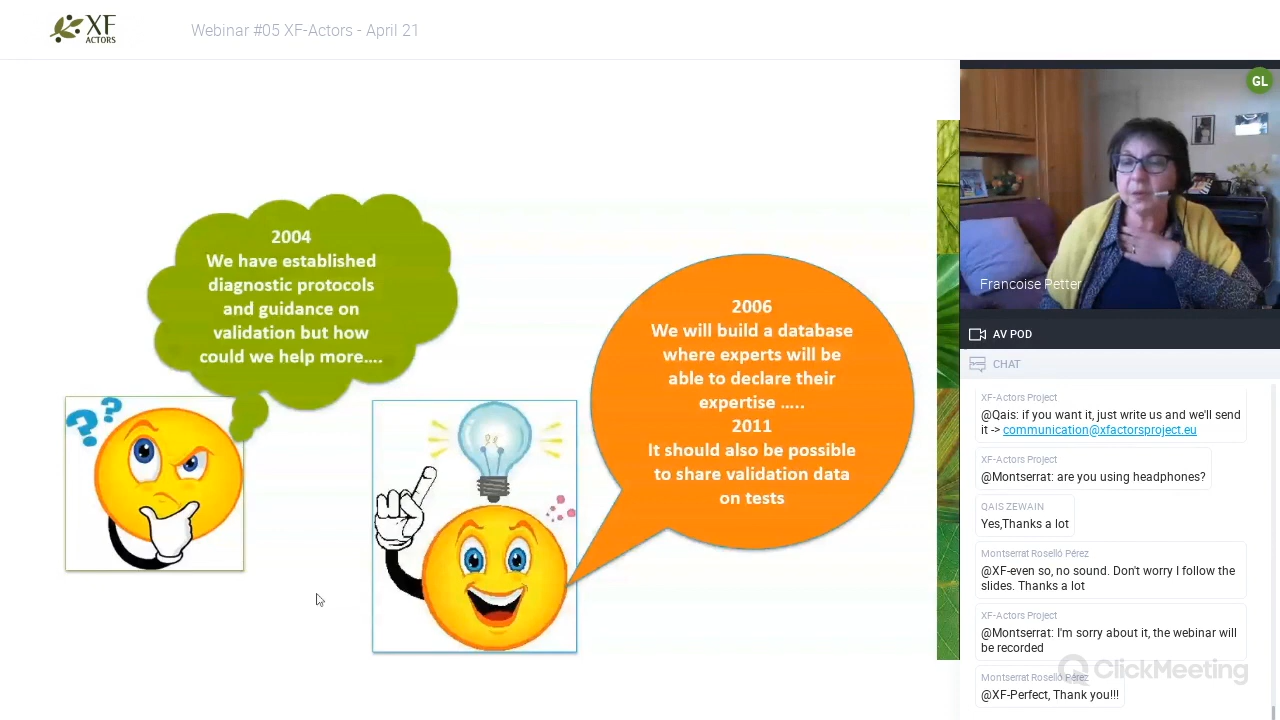 XF
ACTORS
Webinar #05 XF-Actors - April 21
2004
We have established
diagnostic protocols
and guidance on
validation but how
could we help more....
??
2006
We will build a database
where experts will be
able to declare their
expertise .....
2011
It should also be possible
to share validation data
on tests
GL
Francoise Petter
AV POD
CHAT
XF-Actors Project
@Qais: if you want it, just write us and we'll send
it -> communication@xfactorsproject.eu
XF-Actors Project
@Montserrat: are you using headphones?
QAIS ZEWAIN
Yes,Thanks a lot
Montserrat Roselló Pérez
@XF-even so, no sound. Don't worry I follow the
slides. Thanks a lot
XF-Actors Project
@Montserrat: I'm sorry about it, the webinar will
be recorded
ClickMeeting
Montserrat Roselló Pérez
@XF-Perfect, Thank you!!!